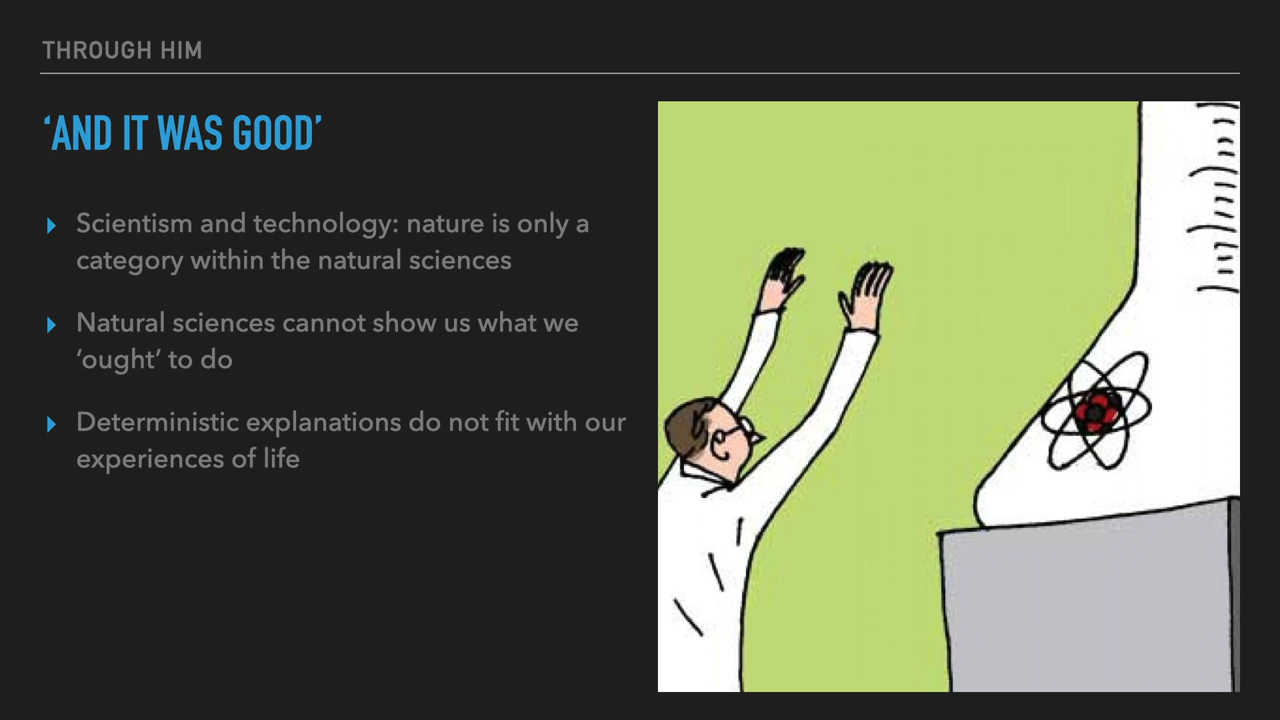 THROUGH HIM
‘AND IT WAS GOOD’
Scientism and technology: nature is only a
category within the natural sciences
Natural sciences cannot show us what we
‘ought’ to do
Deterministic explanations do not fit with our
experiences of life